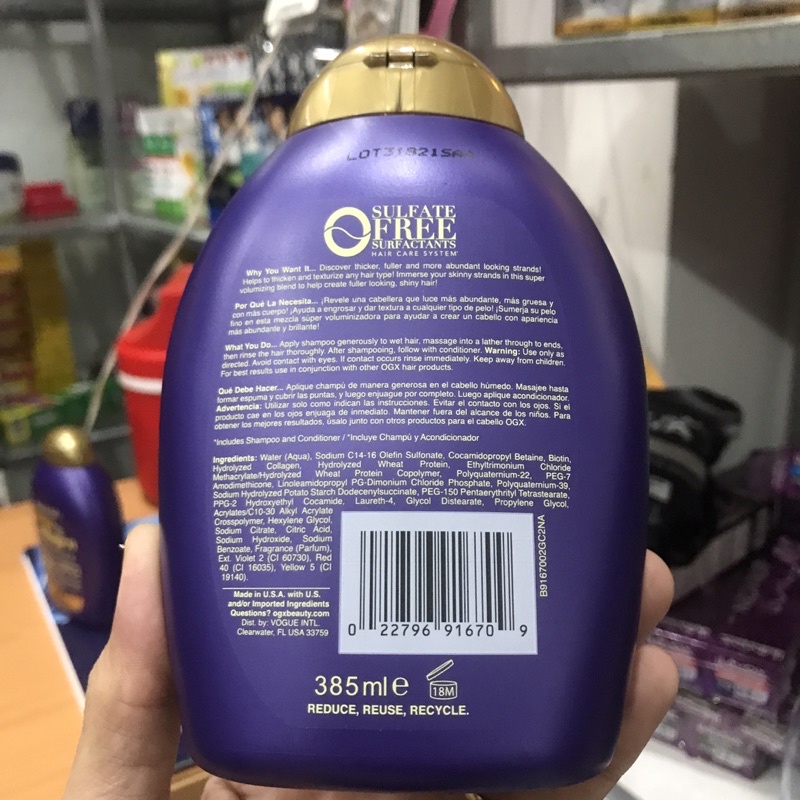 SULFATE
FREE
SURFACTANTS
HAIR CARE SYSTEM
Why You Want It... Discover thicker, fuller and more abundant looking strands!
Helps to thicken and texturize any hair type! Immerse your skinny strands in this super
volumizing blend to help create fuller looking, shiny hair!
Por Qué La Necesita... ¡Revele una cabellera que luce más abundante, más gruesa y
con más cuerpo! ¡Ayuda a engrosar y dar textura a cualquier tipo de pelo! ¡Sumerja su pelo
fino en esta mezcla súper voluminizadora para ayudar a crear un cabello con apariencia
más abundante y brillante!
What You Do... Apply shampoo generously to wet hair, massage into a lather through to ends,
then rinse the hair thoroughly. After shampooing, follow with conditioner. Warning: Use only as
directed. Avoid contact with eyes. If contact occurs rinse immediately. Keep away from children.
For best results use in conjunction with other OGX hair products.
Qué Debe Hacer... Aplique champú de manera generosa en el cabello húmedo. Masajee hasta
formar espuma y cubrir las puntas, y luego enjuague por completo. Luego aplique acondicionador.
Advertencia: Utilizar solo como indican las instrucciones. Evitar el contacto con los ojos. Si el
producto cae en los ojos enjuaga de inmediato. Mantener fuera del alcance de los niños. Para
obtener los mejores resultados, úsalo junto con otros productos para el cabello OGX.
*Includes Shampoo and Conditioner / *Incluye Champú y Acondicionador
Ingredients: Water (Aqua), Sodium C14-16 Olefin Sulfonate, Cocamidopropyl Betaine, Biotin,
Hydrolyzed Collagen, Hydrolyzed Wheat Protein, Ethyltrimonium Chloride
Methacrylate/Hydrolyzed Wheat Protein Copolymer, Polyquaternium-22, PEG-7
Amodimethicone, Linoleamidopropyl PG-Dimonium Chloride Phosphate, Polyquaternium-39,
Sodium Hydrolyzed Potato Starch Dodecenylsuccinate, PEG-150 Pentaerythrityl Tetrastearate,
PPG-2 Hydroxyethyl Cocamide, Laureth-4, Glycol Distearate, Propylene Glycol,
Acrylates/C10-30 Alkyl Acrylate
Crosspolymer, Hexylene Glycol,
Sodium Citrate, Citric Acid,
Sodium Hydroxide, Sodium
Benzoate, Fragrance (Parfum),
Ext. Violet 2 (CI 60730), Red
40 (CI 16035), Yellow 5 (CI
19140).
Made in U.S.A. with U.S.
and/or Imported Ingredients
Questions? ogxbeauty.com
Dist. by: VOGUE INTL.
Clearwater, FL USA 33759
0 22796 91670 9
B9167002GC2NA
385ml e
18M
REDUCE, REUSE, RECYCLE.